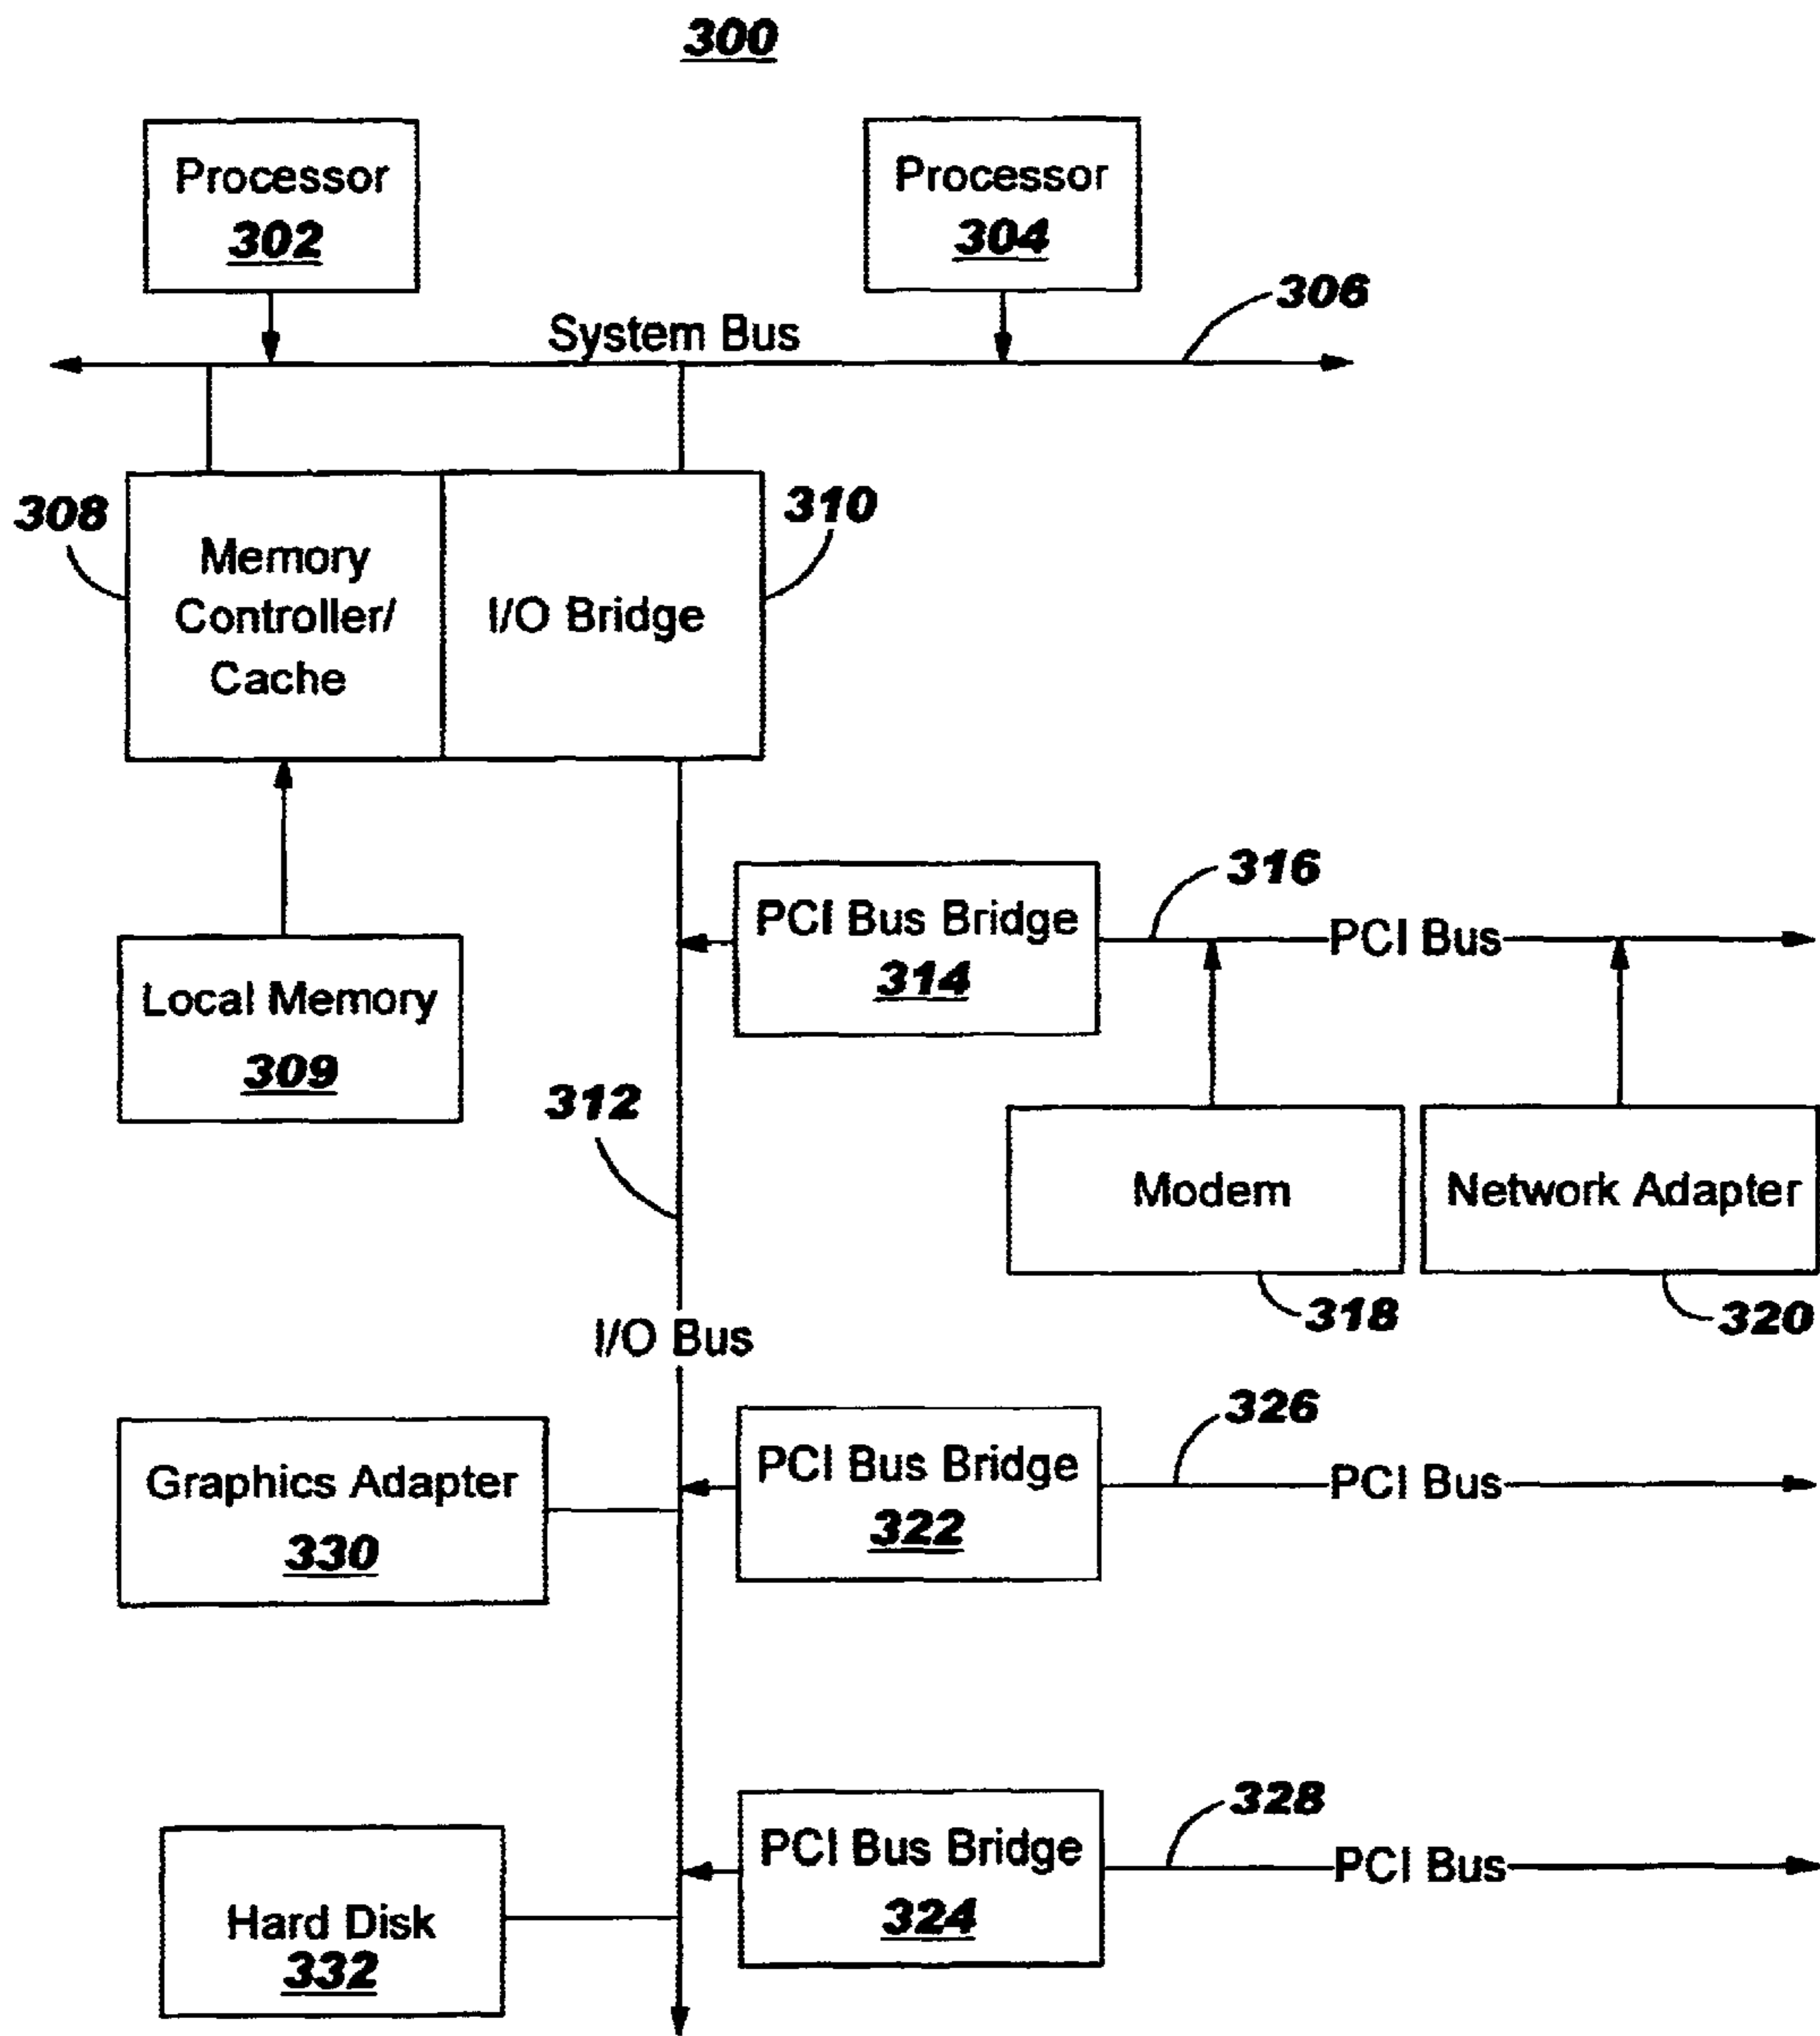 300
Processor
302
Processor
304
306
System Bus
308
310
Memory
Controller/
Cache
I/O Bridge
316
PCI Bus Bridge
314
PCI Bus
Local Memory
309
312
Modem
Network Adapter
318
320
I/O Bus
326
Graphics Adapter
330
PCI Bus Bridge
322
PCI Bus
328
PCI Bus Bridge
324
PCI Bus
Hard Disk
332